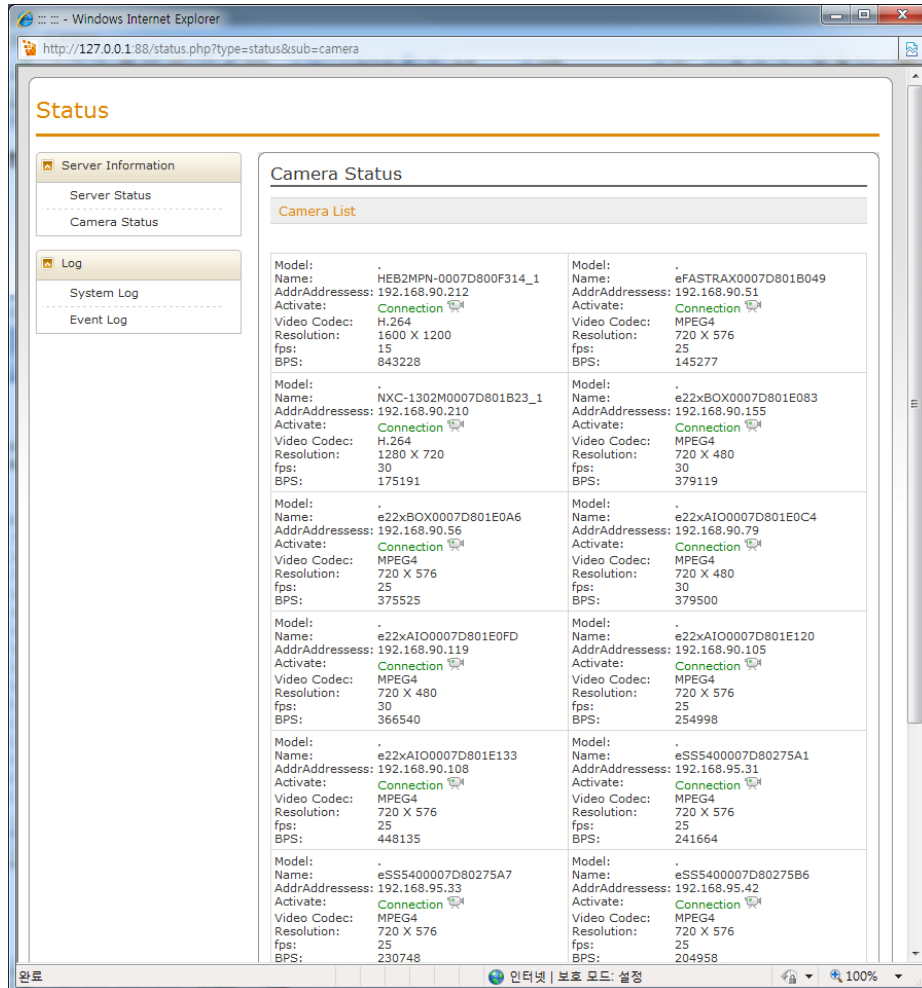 ::: ::: - Windows Internet Explorer
http://127.0.0.1:88/status.php?type=status&sub=camera
Status
Server Information
Server Status
Camera Status
Log
System Log
Event Log
Camera Status
Camera List
Model: .
Name: HEB2MPN-0007D800F314_1
AddrAddressess: 192.168.90.212
Activate: Connection
Video Codec: H.264
Resolution: 1600 X 1200
fps: 15
BPS: 843228
Model: .
Name: eFASTRAX0007D801B049
AddrAddressess: 192.168.90.51
Activate: Connection
Video Codec: MPEG4
Resolution: 720 X 576
fps: 25
BPS: 145277
Model: .
Name: NXC-1302M0007D801B23_1
AddrAddressess: 192.168.90.210
Activate: Connection
Video Codec: H.264
Resolution: 1280 X 720
fps: 30
BPS: 175191
Model: .
Name: e22xBOX0007D801E083
AddrAddressess: 192.168.90.155
Activate: Connection
Video Codec: MPEG4
Resolution: 720 X 480
fps: 30
BPS: 379119
Model: .
Name: e22xBOX0007D801E0A6
AddrAddressess: 192.168.90.56
Activate: Connection
Video Codec: MPEG4
Resolution: 720 X 576
fps: 25
BPS: 375525
Model: .
Name: e22xAIO0007D801E0C4
AddrAddressess: 192.168.90.79
Activate: Connection
Video Codec: MPEG4
Resolution: 720 X 480
fps: 30
BPS: 379500
Model: .
Name: e22xAIO0007D801E0FD
AddrAddressess: 192.168.90.119
Activate: Connection
Video Codec: MPEG4
Resolution: 720 X 480
fps: 30
BPS: 366540
Model: .
Name: e22xAIO0007D801E120
AddrAddressess: 192.168.90.105
Activate: Connection
Video Codec: MPEG4
Resolution: 720 X 576
fps: 25
BPS: 254998
Model: .
Name: e22xAIO0007D801E133
AddrAddressess: 192.168.90.108
Activate: Connection
Video Codec: MPEG4
Resolution: 720 X 576
fps: 25
BPS: 448135
Model: .
Name: eSS5400007D80275A1
AddrAddressess: 192.168.95.31
Activate: Connection
Video Codec: MPEG4
Resolution: 720 X 576
fps: 25
BPS: 241664
Model: .
Name: eSS5400007D80275A7
AddrAddressess: 192.168.95.33
Activate: Connection
Video Codec: MPEG4
Resolution: 720 X 576
fps: 25
BPS: 230748
Model: .
Name: eSS5400007D80275B6
AddrAddressess: 192.168.95.42
Activate: Connection
Video Codec: MPEG4
Resolution: 720 X 576
fps: 25
BPS: 204958
완료
인터넷 | 보호 모드: 설정
100%